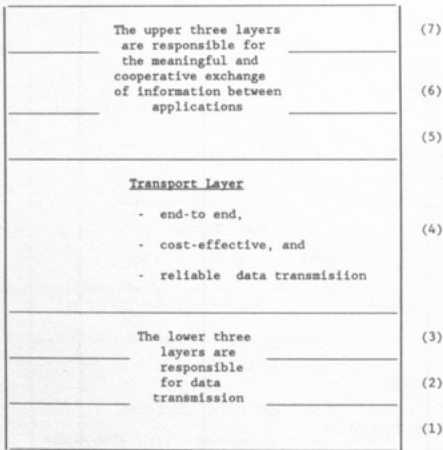 The upper three layers (7)
are responsible for
the meaningful and
cooperative exchange
of information between (6)
applications
(5)
Transport Layer
- end-to end,
- cost-effective, and (4)
- reliable data transmisiion
The lower three (3)
layers are
responsible
for data (2)
transmission
(1)